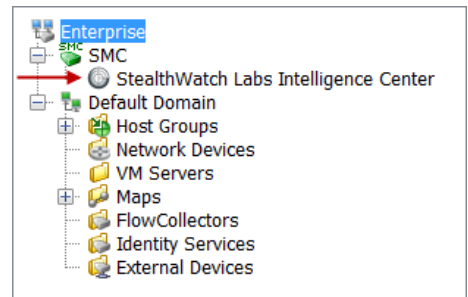 Enterprise
SMC SMC
StealthWatch Labs Intelligence Center
Default Domain
Host Groups
Network Devices
VM Servers
Maps
FlowCollectors
Identity Services
External Devices